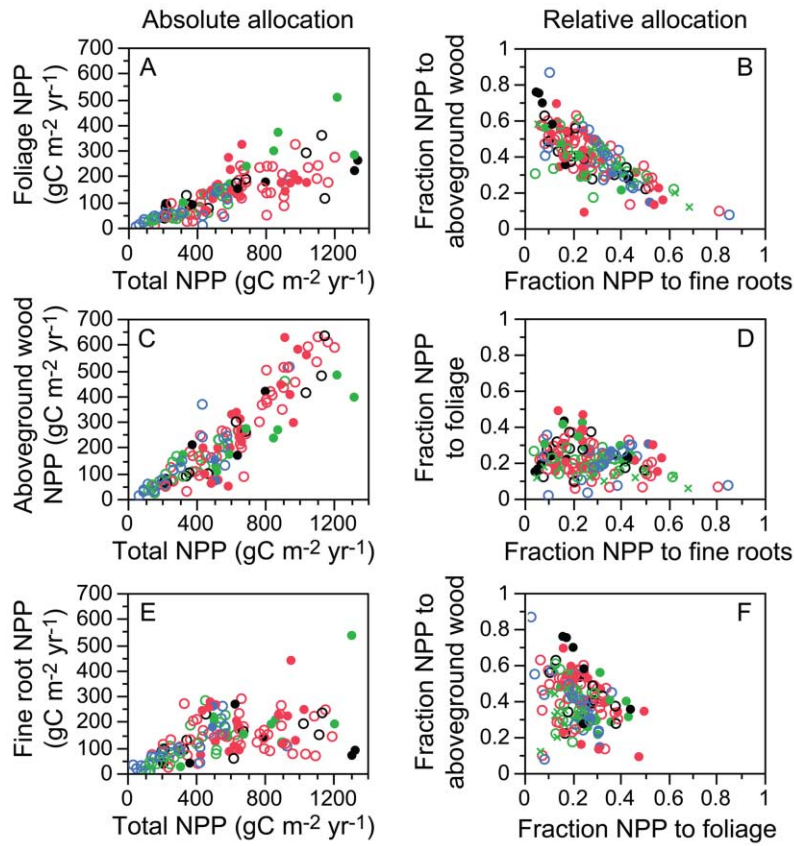 Absolute allocation
Relative allocation
A
Foliage NPP
(gC m-2 yr-1)
700
600
500
400
300
200
100
0
0 400 800 1200
Total NPP (gC m-2 yr-1)
B
Fraction NPP to
aboveground wood
1
0.8
0.6
0.4
0.2
0
0 0.2 0.4 0.6 0.8 1
Fraction NPP to fine roots
C
Aboveground wood
NPP (gC m-2 yr-1)
700
600
500
400
300
200
100
0
0 400 800 1200
Total NPP (gC m-2 yr-1)
D
Fraction NPP
to foliage
1
0.8
0.6
0.4
0.2
0
0 0.2 0.4 0.6 0.8 1
Fraction NPP to fine roots
E
Fine root NPP
(gC m-2 yr-1)
700
600
500
400
300
200
100
0
0 400 800 1200
Total NPP (gC m-2 yr-1)
F
Fraction NPP to
aboveground wood
1
0.8
0.6
0.4
0.2
0
0 0.2 0.4 0.6 0.8 1
Fraction NPP to foliage